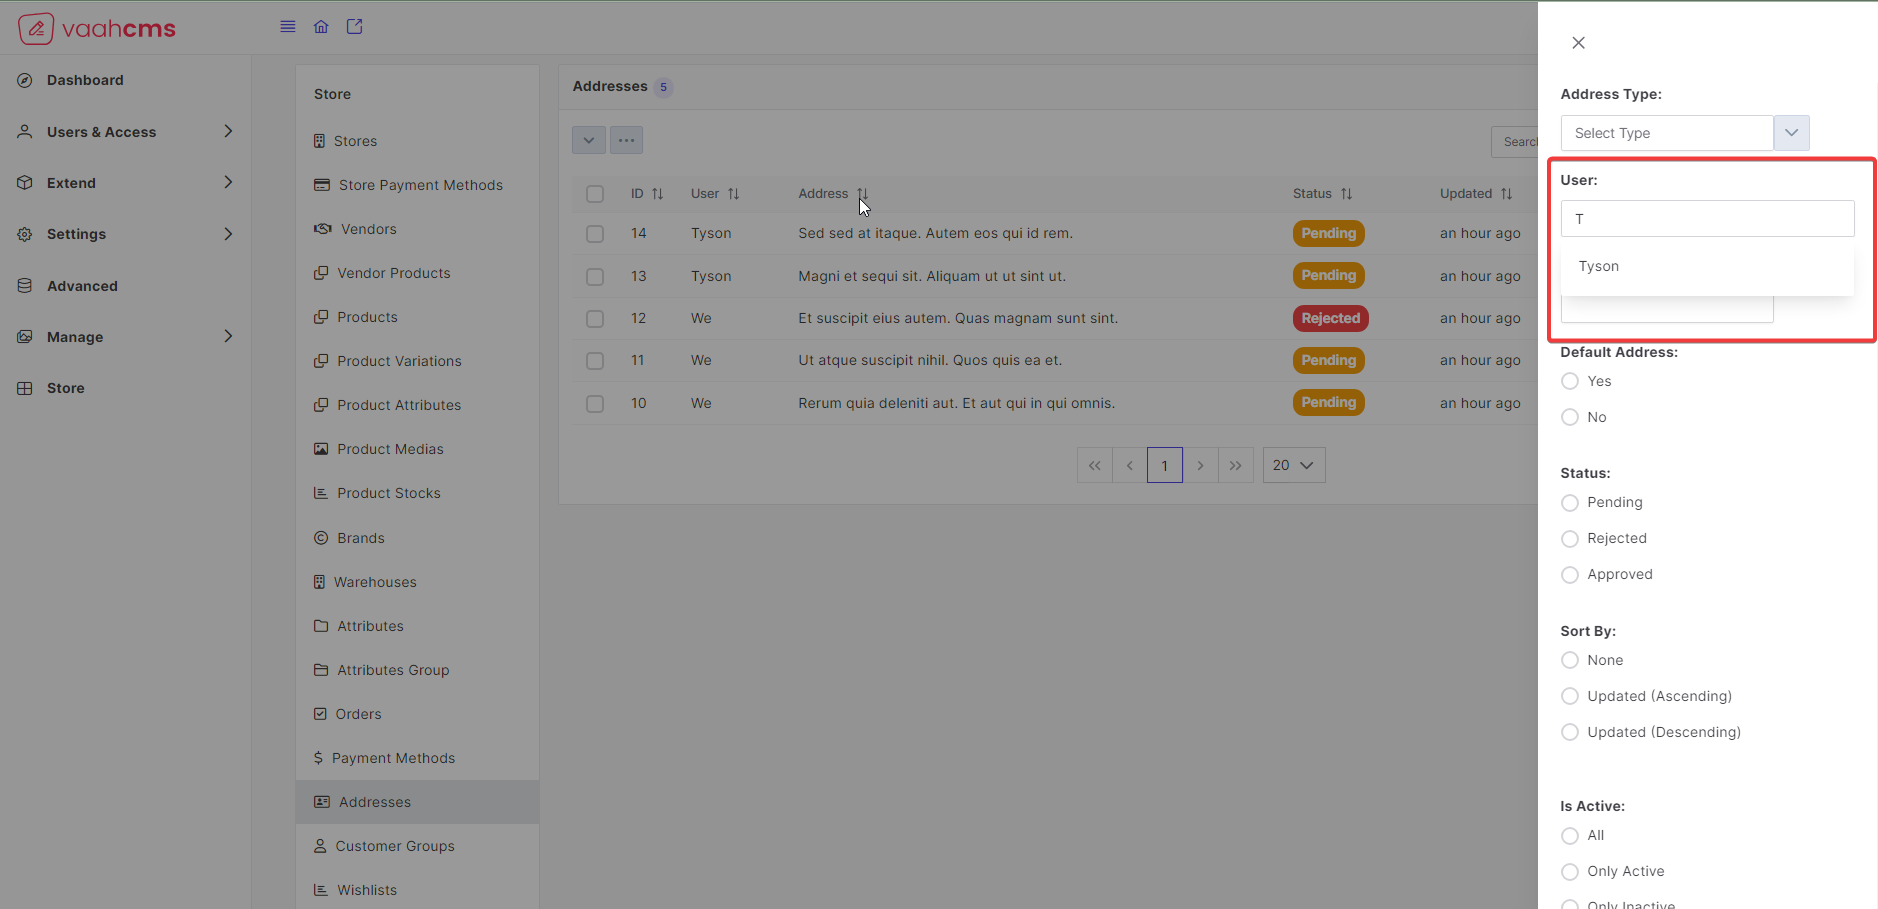 vaahcms
Dashboard
Users & Access
Extend
Settings
Advanced
Manage
Store
Store
Stores
Store Payment Methods
Vendors
Vendor Products
Products
Product Variations
Product Attributes
Product Medias
Product Stocks
Brands
Warehouses
Attributes
Attributes Group
Orders
Payment Methods
Addresses
Customer Groups
Wishlists
Addresses 5
Searc
ID User Address Status Updated
14 Tyson Sed sed at itaque. Autem eos qui id rem. Pending an hour ago
13 Tyson Magni et sequi sit. Aliquam ut ut sint ut. Pending an hour ago
12 We Et suscipit eius autem. Quas magnam sunt sint. Rejected an hour ago
11 We Ut atque suscipit nihil. Quos quis ea et. Pending an hour ago
10 We Rerum quia deleniti aut. Et aut qui in qui omnis. Pending an hour ago
1 20
Address Type:
Select Type
User:
T
Tyson
Default Address:
Yes
No
Status:
Pending
Rejected
Approved
Sort By:
None
Updated (Ascending)
Updated (Descending)
Is Active:
All
Only Active
Only Inactive